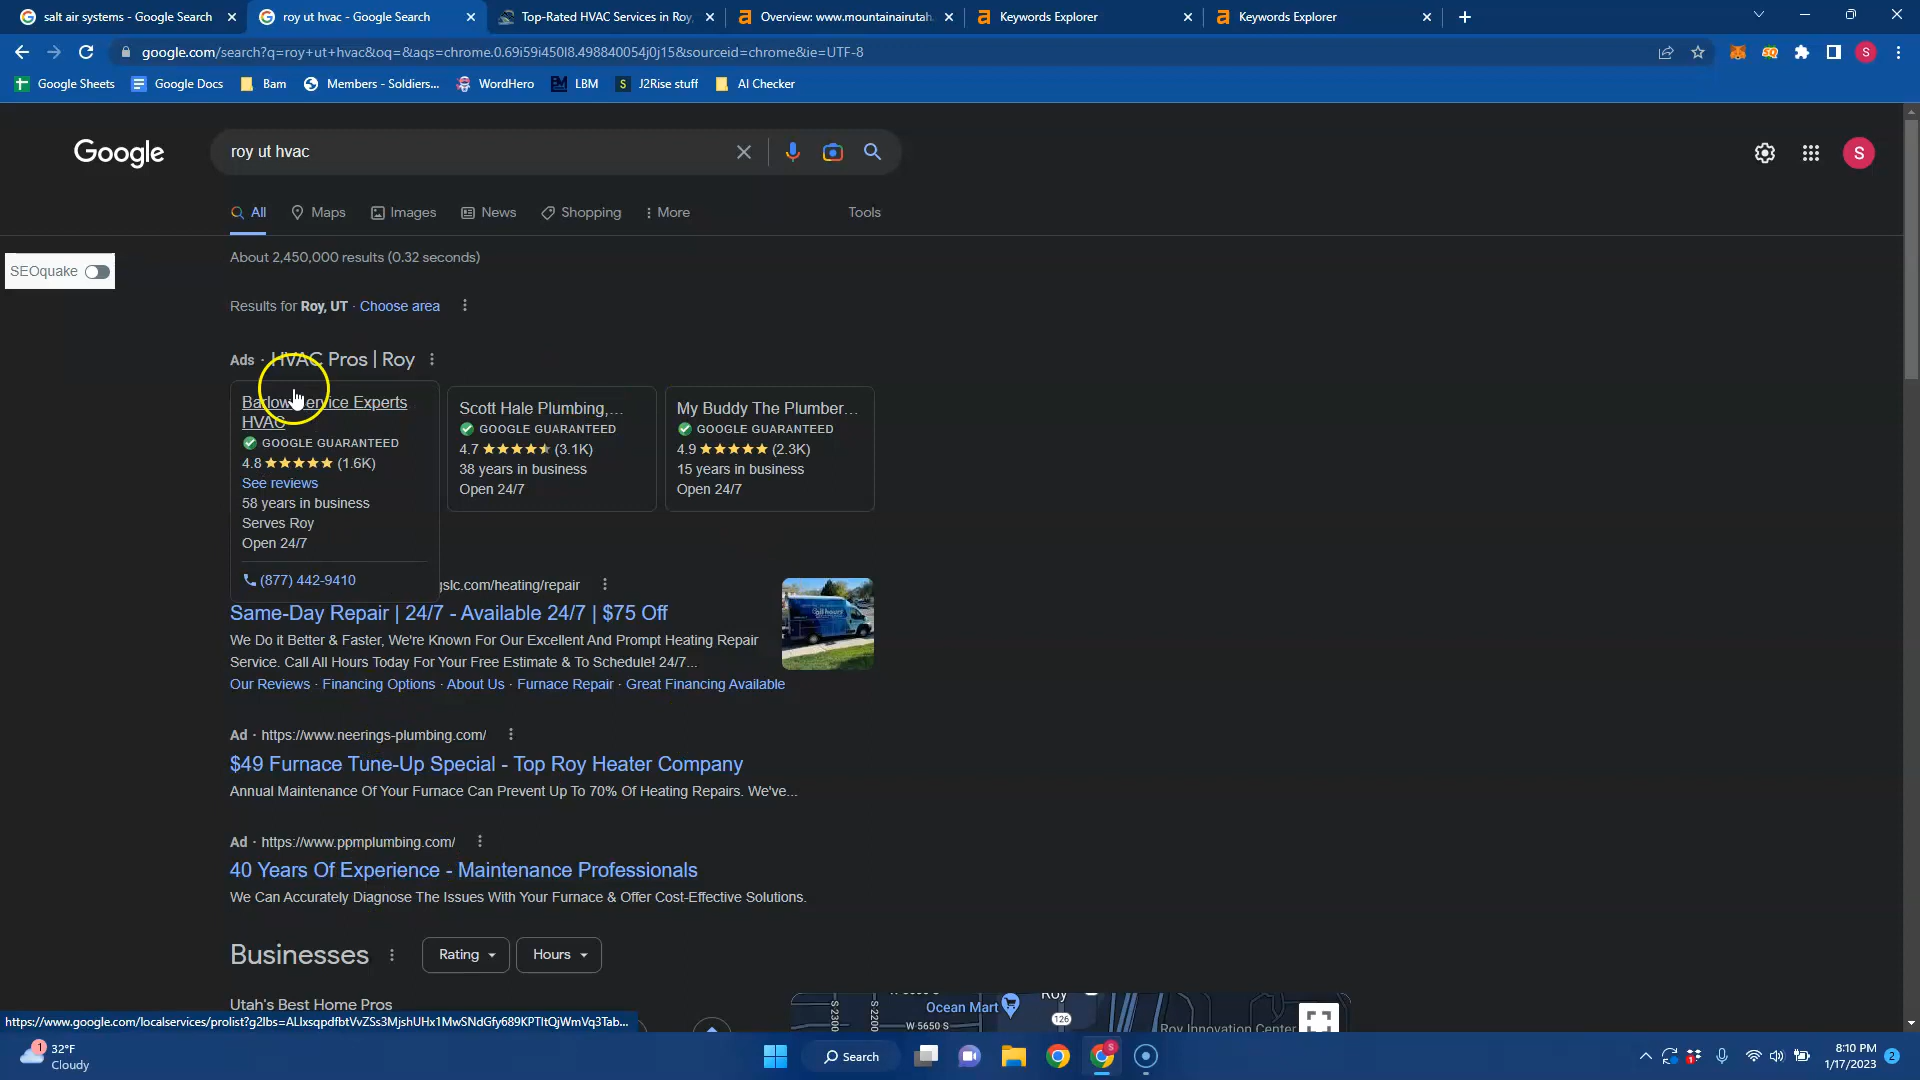 salt air systems - Google Search
roy ut hvac - Google Search
Top-Rated HVAC Services in Roy,
Overview: www.mountainairutah.
Keywords Explorer
Keywords Explorer
google.com/search?q=roy+ut+hvac&oq=&aqs=chrome.0.69i59i450l8.498840054j0j15&sourceid=chrome&ie=UTF-8
Google Sheets
Google Docs
Bam
Members - Soldiers...
WordHero
LBM
J2Rise stuff
AI Checker
Google
roy ut hvac
S
All
Maps
Images
News
Shopping
More
Tools
About 2,450,000 results (0.32 seconds)
SEOquake
Results for Roy, UT · Choose area
Ads · HVAC Pros | Roy
Barlow Service Experts
HVAC
GOOGLE GUARANTEED
4.8 (1.6K)
See reviews
58 years in business
Serves Roy
Open 24/7
(877) 442-9410
Scott Hale Plumbing,...
GOOGLE GUARANTEED
4.7 (3.1K)
38 years in business
Open 24/7
My Buddy The Plumber...
GOOGLE GUARANTEED
4.9 (2.3K)
15 years in business
Open 24/7
gslc.com/heating/repair
Same-Day Repair | 24/7 - Available 24/7 | $75 Off
We Do it Better & Faster, We're Known For Our Excellent And Prompt Heating Repair
Service. Call All Hours Today For Your Free Estimate & To Schedule! 24/7...
Our Reviews · Financing Options · About Us · Furnace Repair · Great Financing Available
Ad · https://www.neerings-plumbing.com/
$49 Furnace Tune-Up Special - Top Roy Heater Company
Annual Maintenance Of Your Furnace Can Prevent Up To 70% Of Heating Repairs. We've...
Ad · https://www.ppmplumbing.com/
40 Years Of Experience - Maintenance Professionals
We Can Accurately Diagnose The Issues With Your Furnace & Offer Cost-Effective Solutions.
Businesses
Rating
Hours
Utah's Best Home Pros
Ocean Mart
Roy
126
W 5650 S
S 2300
S 2200
Roy Innovation Center
32°F
Cloudy
Search
8:10 PM
1/17/2023
2